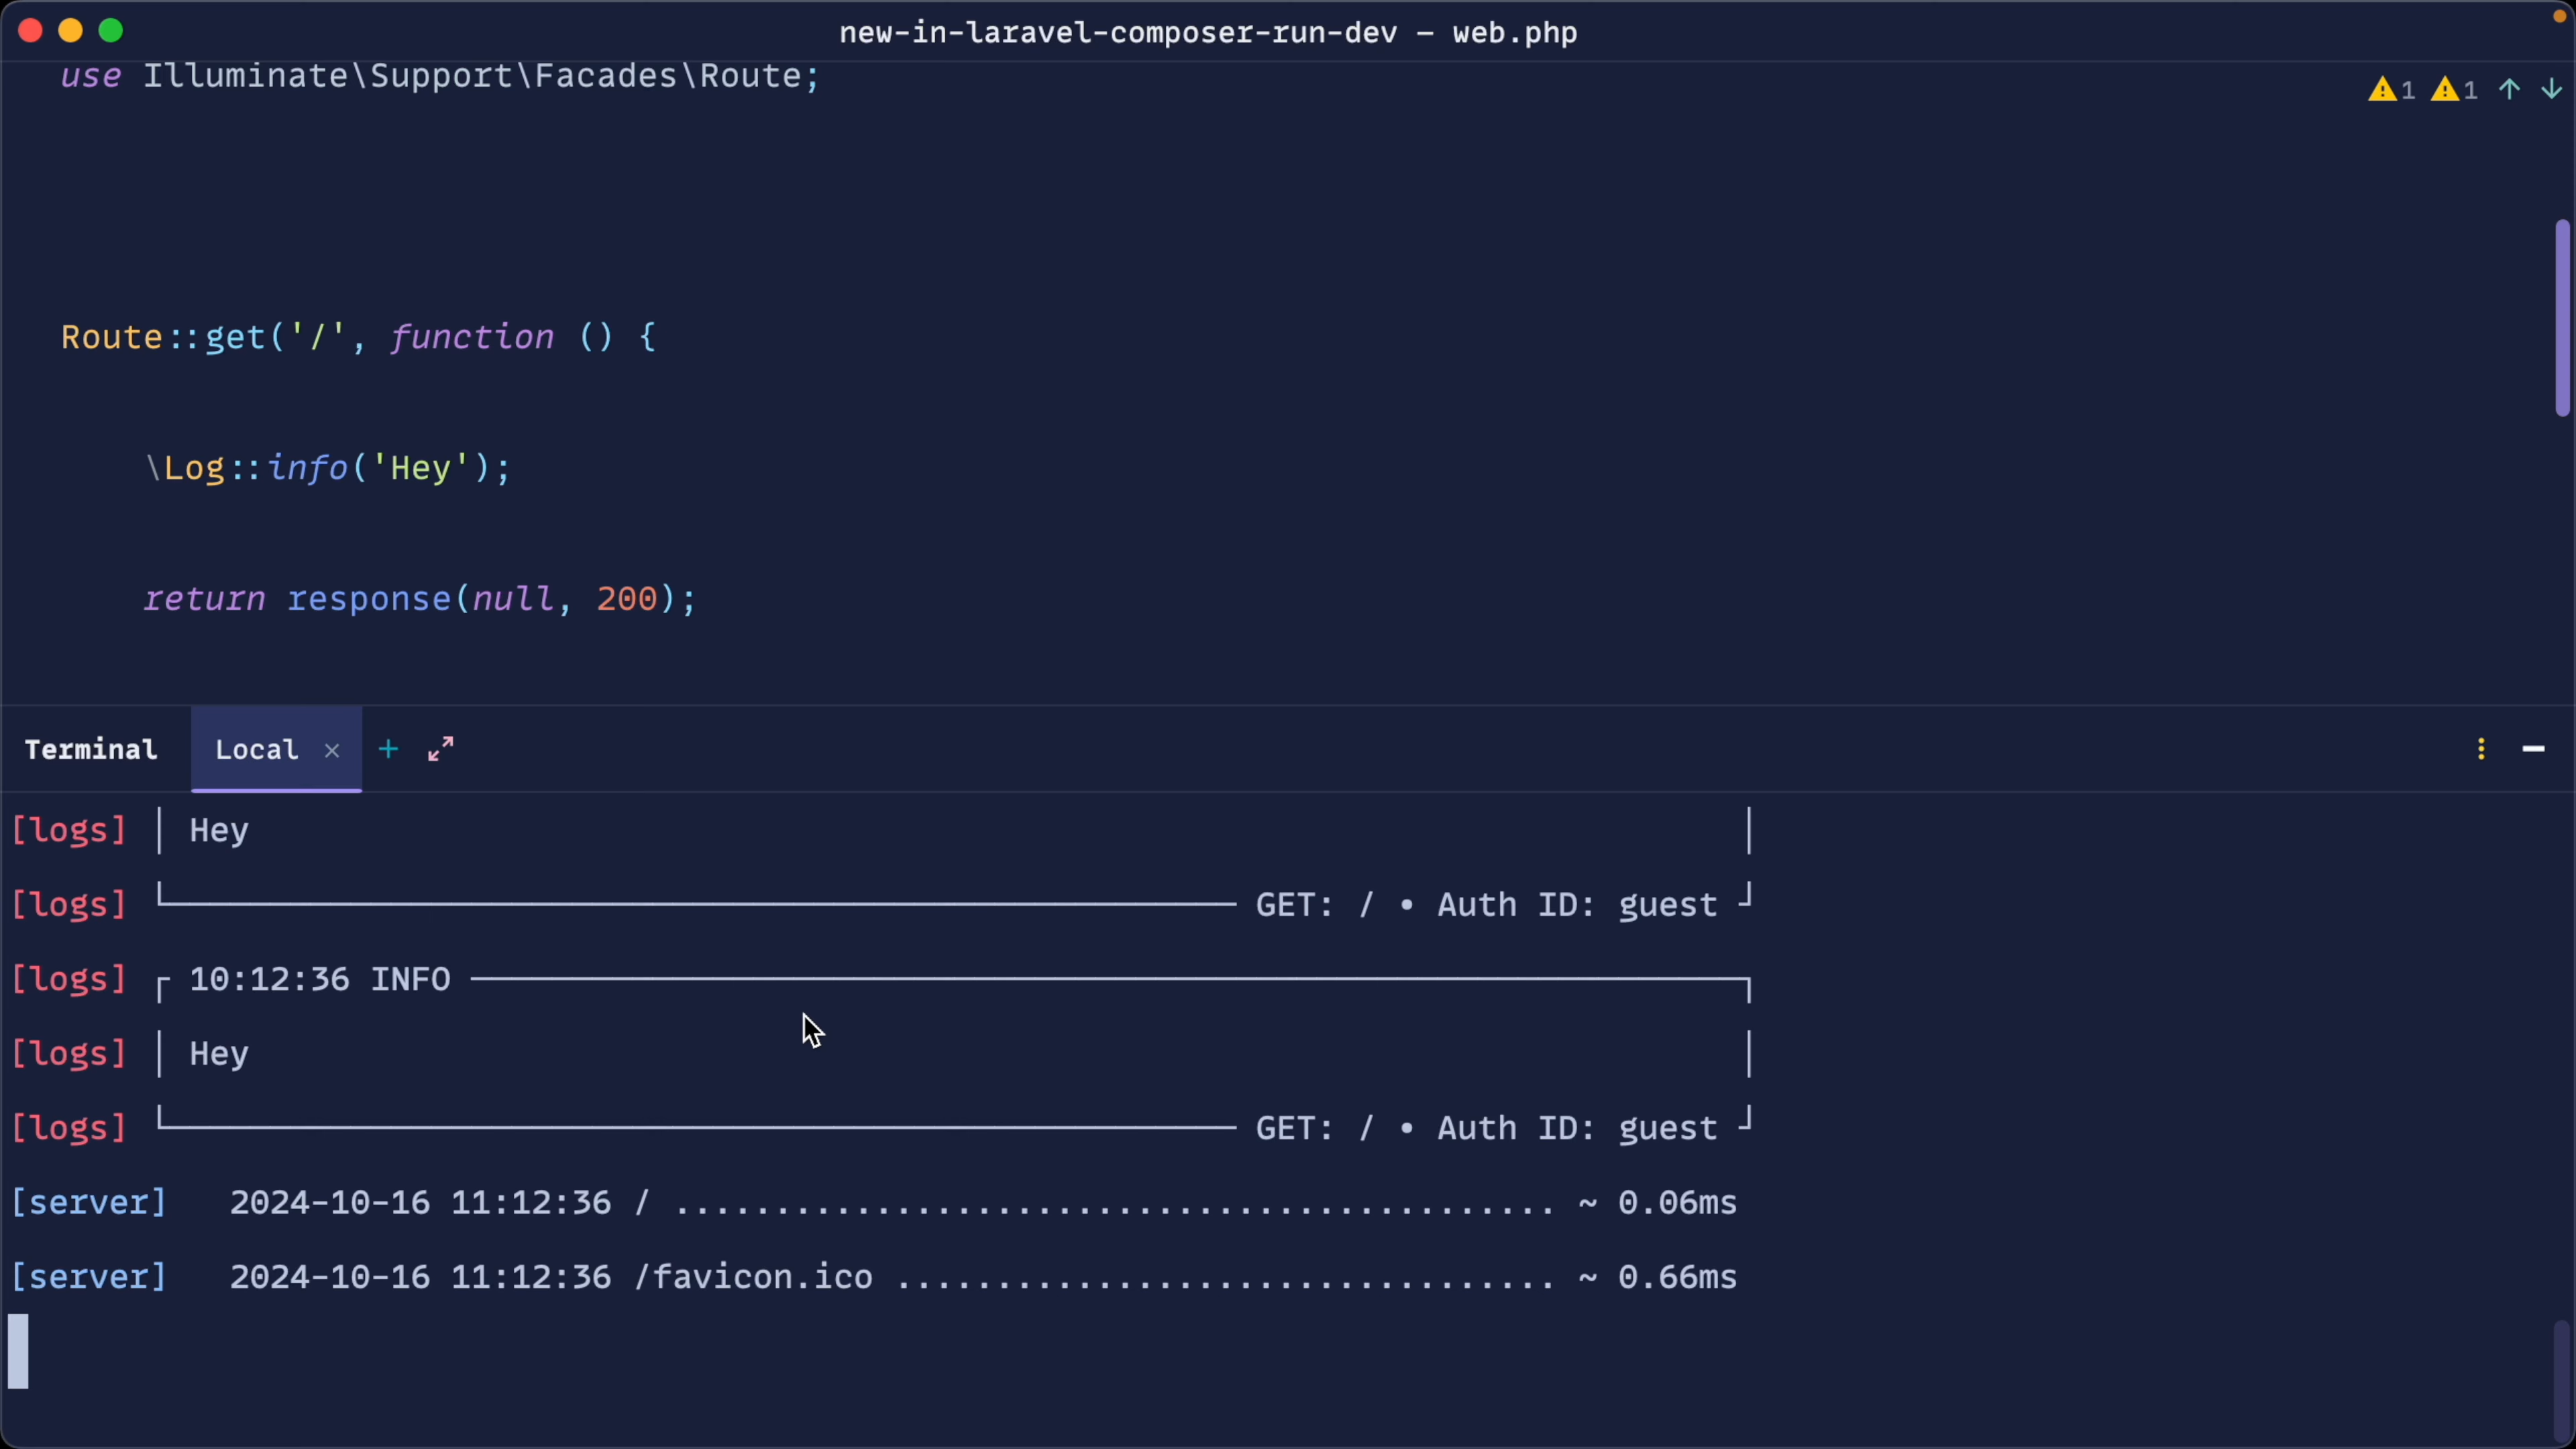 new-in-laravel-composer-run-dev – web.php
use Illuminate\Support\Facades\Route;
1 1
Route::get('/', function () {
\Log::info('Hey');
return response(null, 200);
Terminal Local × +
[logs] │ Hey │
[logs] └────────────────────────────────────────────────────── GET: / • Auth ID: guest ┘
[logs] ┌ 10:12:36 INFO ────────────────────────────────────────────────────────────────┐
[logs] │ Hey │
[logs] └────────────────────────────────────────────────────── GET: / • Auth ID: guest ┘
[server] 2024-10-16 11:12:36 / ............................................ ~ 0.06ms
[server] 2024-10-16 11:12:36 /favicon.ico ................................. ~ 0.66ms